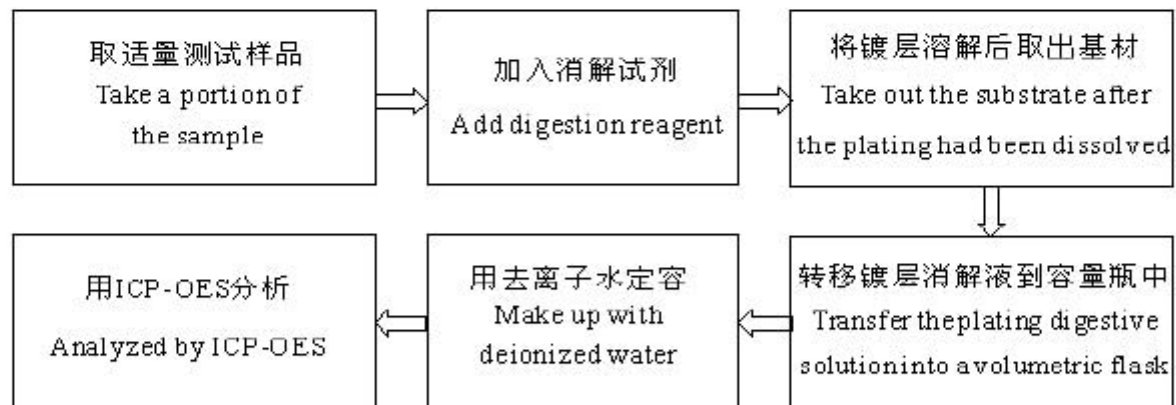 取适量测试样品
Take a portion of
the sample
加入消解试剂
Add digestion reagent
将镀层溶解后取出基材
Take out the substrate after
the plating had been dissolved
转移镀层消解液到容量瓶中
Transfer the plating digestive
solution into a volumetric flask
用去离子水定容
Make up with
deionized water
用ICP-OES分析
Analyzed by ICP-OES